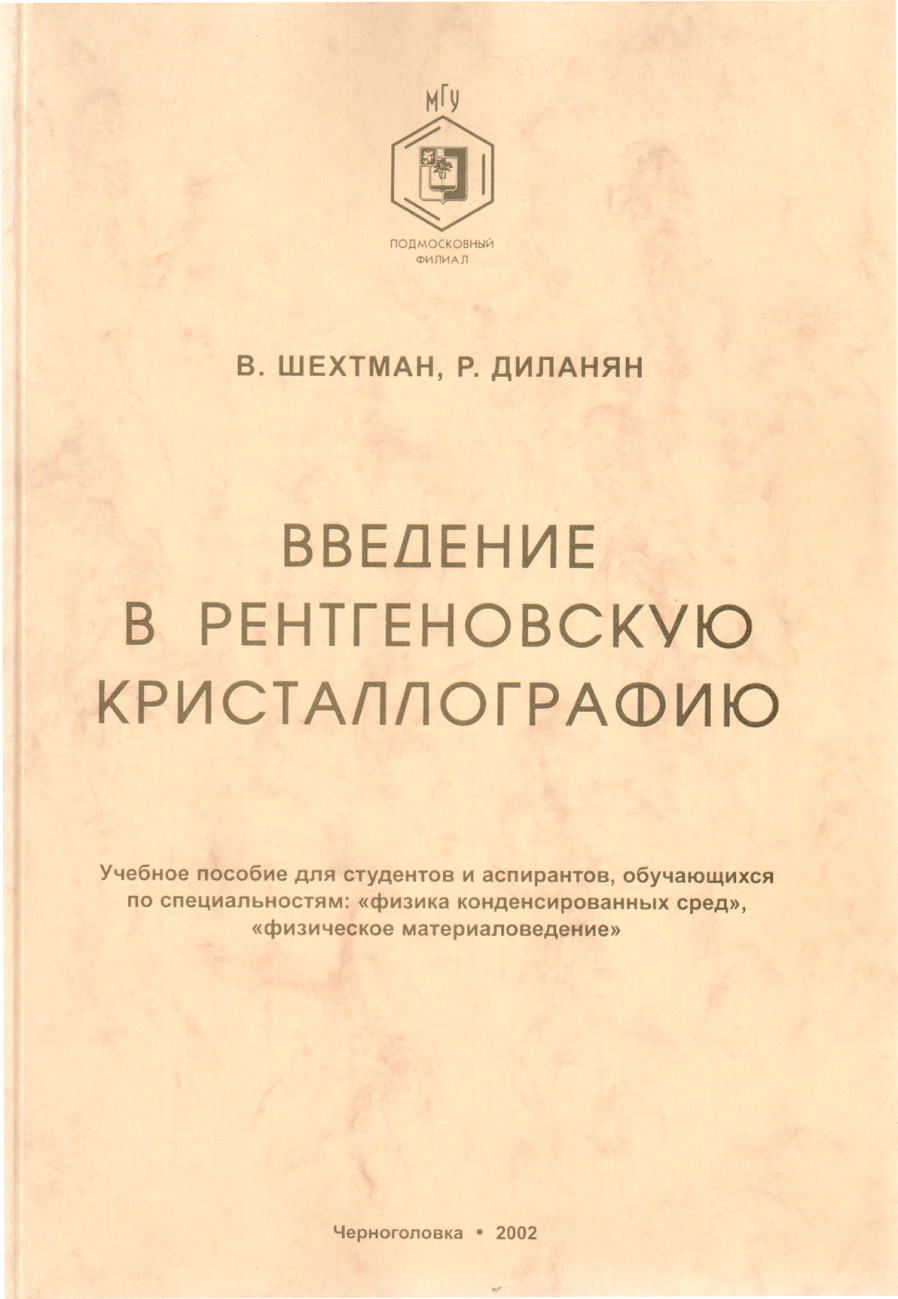 МГУ
ПОДМОСКОВНЫЙ
ФИЛИАЛ
В. ШЕХТМАН, Р. ДИЛАНЯН
ВВЕДЕНИЕ
В РЕНТГЕНОВСКУЮ
КРИСТАЛЛОГРАФИЮ
Учебное пособие для студентов и аспирантов, обучающихся
по специальностям: «физика конденсированных сред»,
«физическое материаловедение»
Черноголовка • 2002